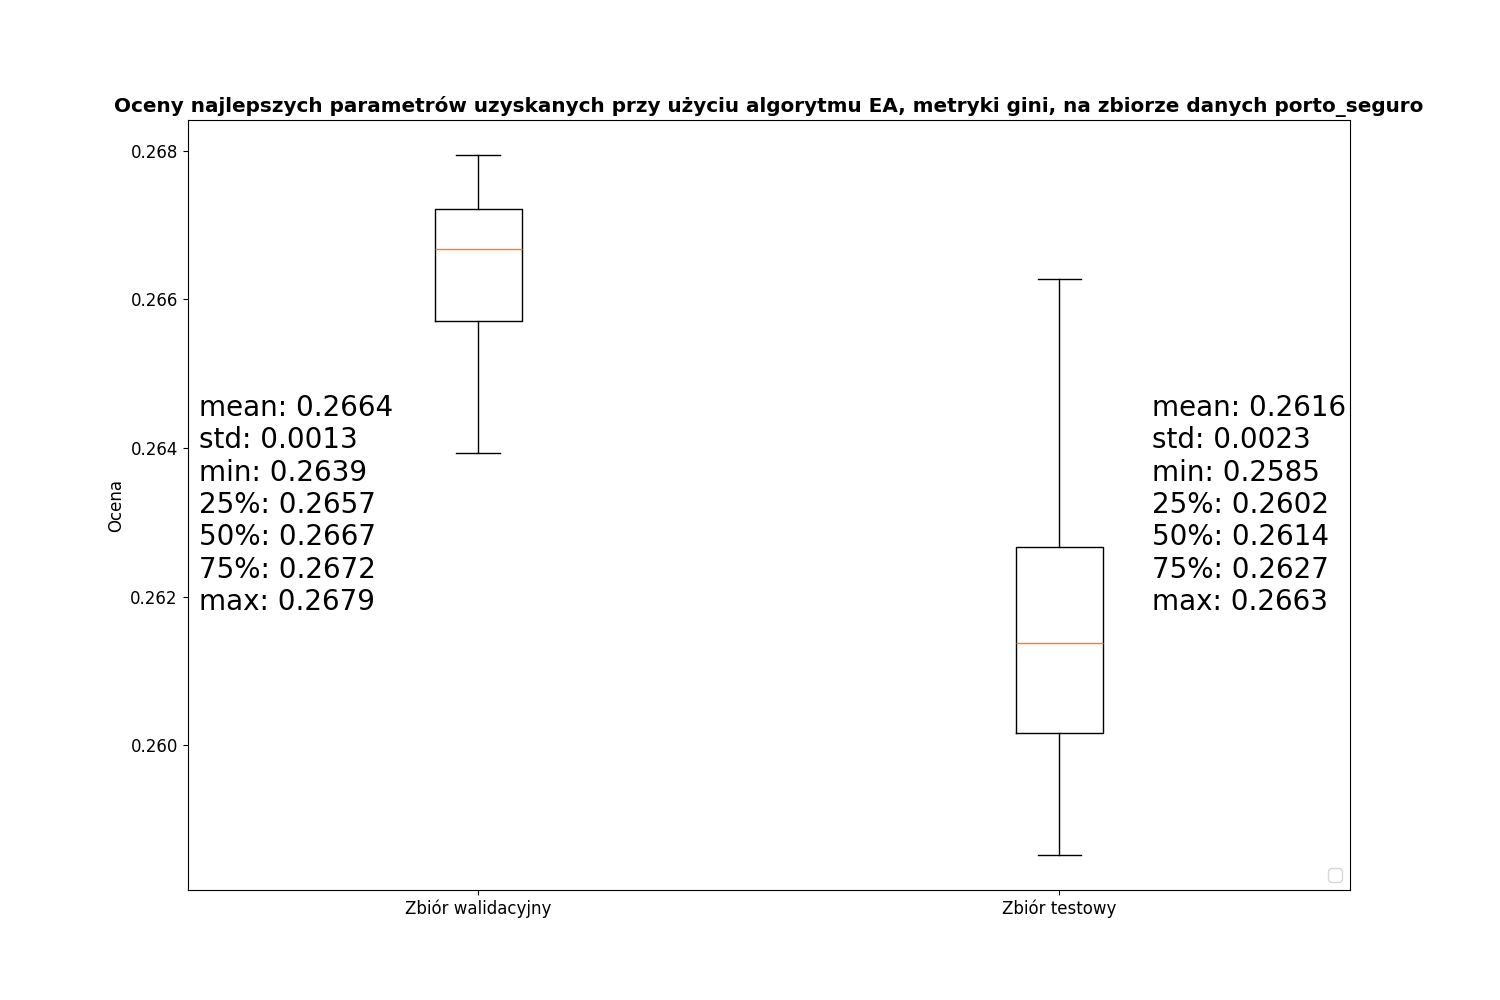 Oceny najlepszych parametrów uzyskanych przy użyciu algorytmu EA, metryki gini, na zbiorze danych porto_seguro
0.268
0.266
0.264
0.262
0.260
Ocena
mean: 0.2664
std: 0.0013
min: 0.2639
25%: 0.2657
50%: 0.2667
75%: 0.2672
max: 0.2679
mean: 0.2616
std: 0.0023
min: 0.2585
25%: 0.2602
50%: 0.2614
75%: 0.2627
max: 0.2663
Zbiór walidacyjny
Zbiór testowy